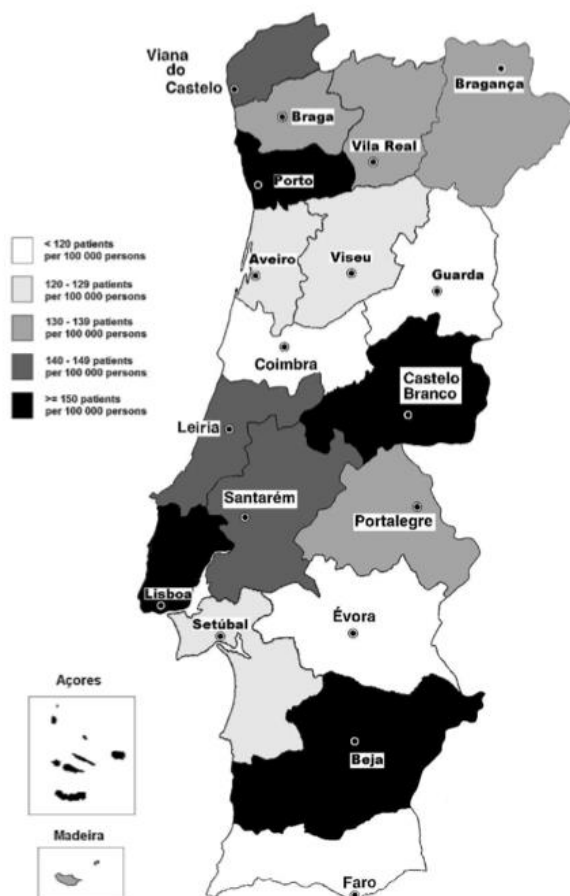 Viana
do
Castelo
Bragança
Braga
Vila Real
Porto
< 120 patients
per 100 000 persons
120 - 129 patients
per 100 000 persons
130 - 139 patients
per 100 000 persons
140 - 149 patients
per 100 000 persons
>= 150 patients
per 100 000 persons
Aveiro
Viseu
Guarda
Coimbra
Castelo
Branco
Leiria
Santarém
Portalegre
Lisboa
Setúbal
Évora
Açores
Beja
Madeira
Faro